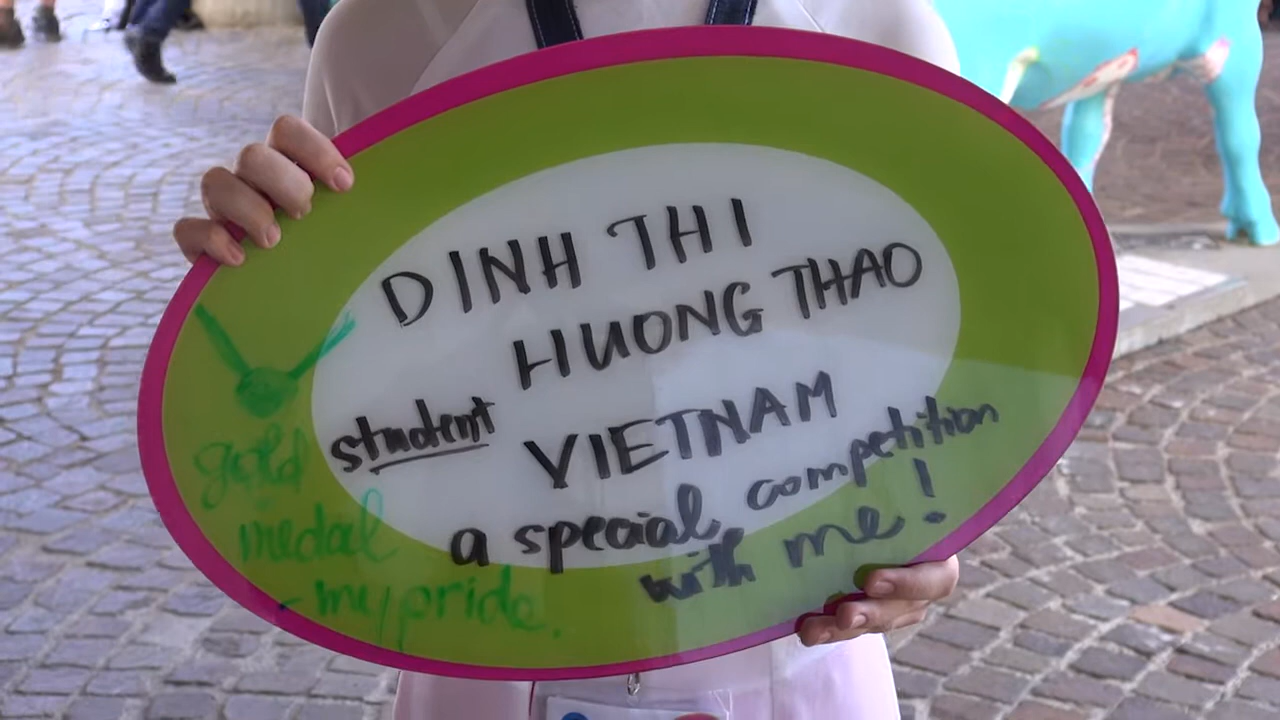 DINH THI
HUONG THAO
student
VIETNAM
a special competition
with me!
gold
medal
- my pride.